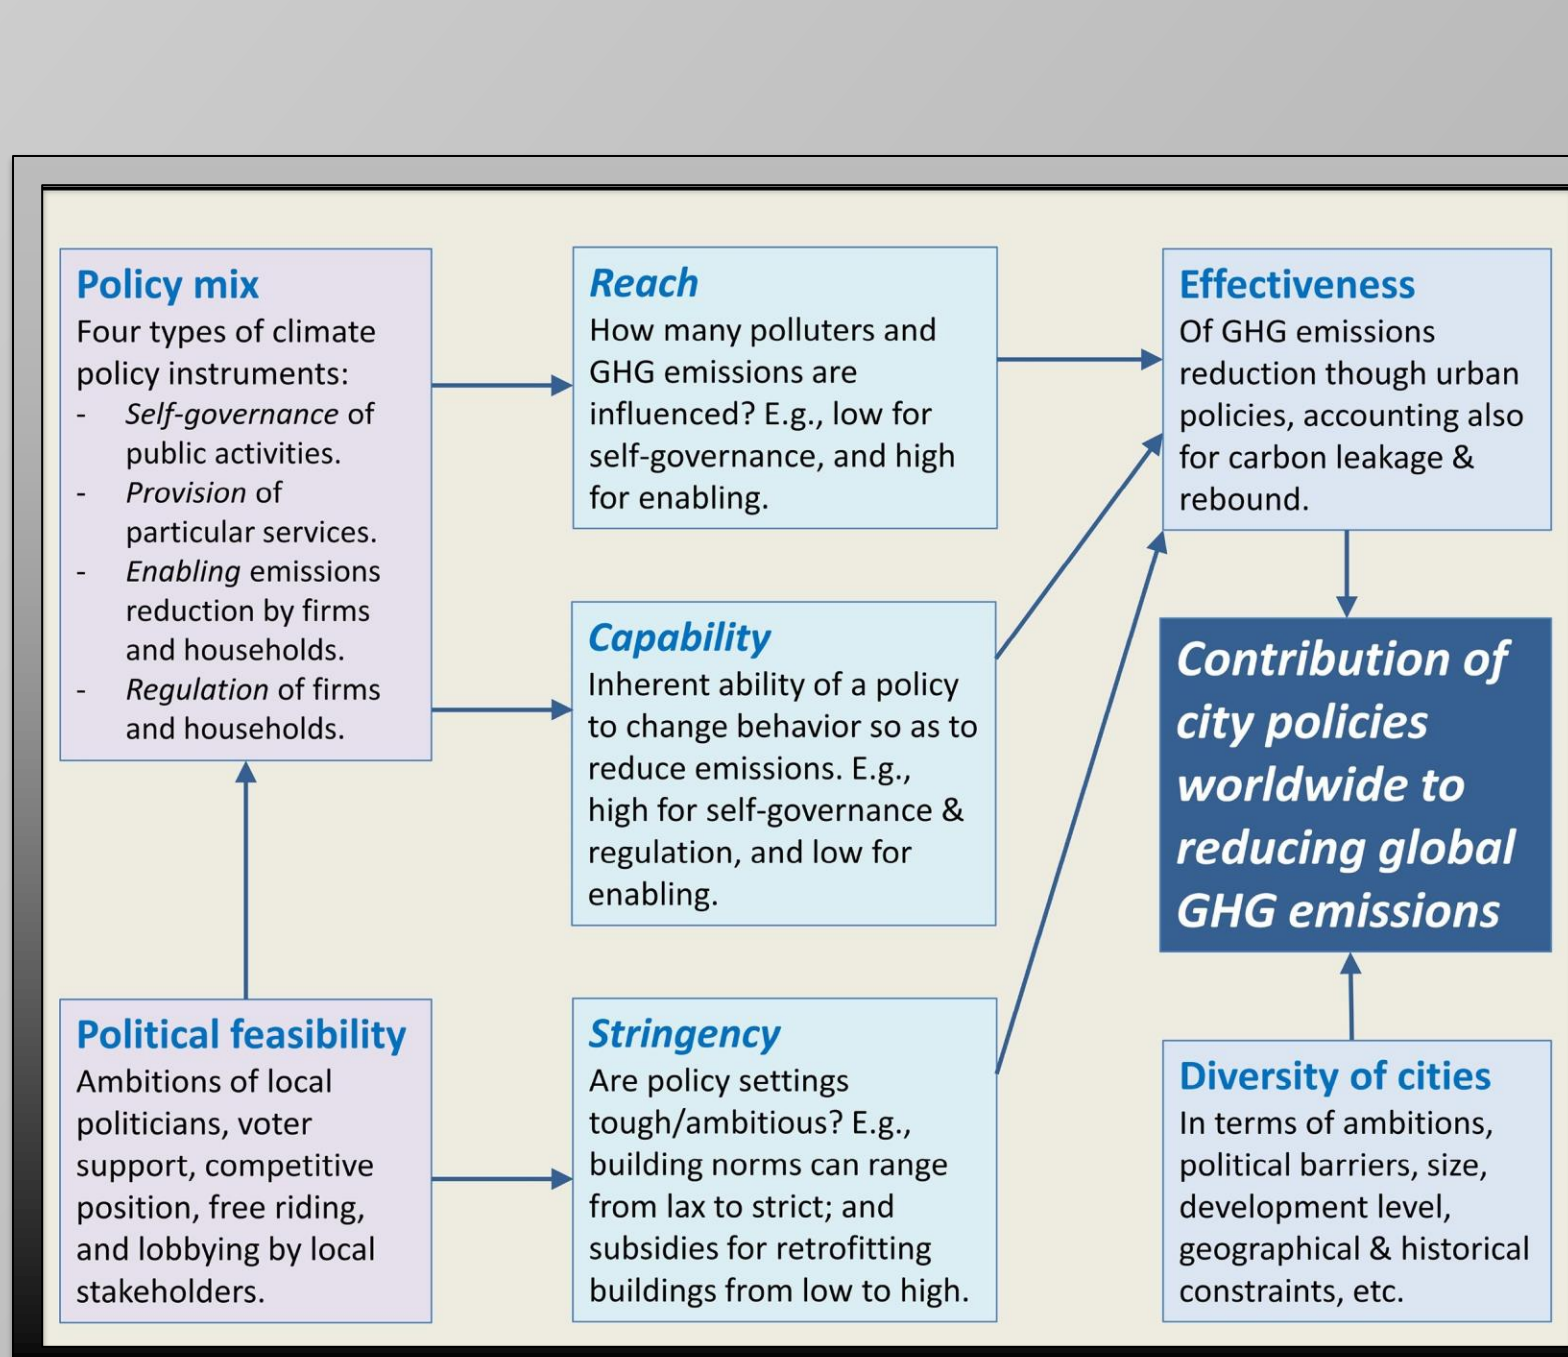 Policy mix
Four types of climate
policy instruments:
- Self-governance of
public activities.
- Provision of
particular services.
- Enabling emissions
reduction by firms
and households.
- Regulation of firms
and households.
Political feasibility
Ambitions of local
politicians, voter
support, competitive
position, free riding,
and lobbying by local
stakeholders.
Reach
How many polluters and
GHG emissions are
influenced? E.g., low for
self-governance, and high
for enabling.
Capability
Inherent ability of a policy
to change behavior so as to
reduce emissions. E.g.,
high for self-governance &
regulation, and low for
enabling.
Stringency
Are policy settings
tough/ambitious? E.g.,
building norms can range
from lax to strict; and
subsidies for retrofitting
buildings from low to high.
Effectiveness
Of GHG emissions
reduction though urban
policies, accounting also
for carbon leakage &
rebound.
Contribution of
city policies
worldwide to
reducing global
GHG emissions
Diversity of cities
In terms of ambitions,
political barriers, size,
development level,
geographical & historical
constraints, etc.